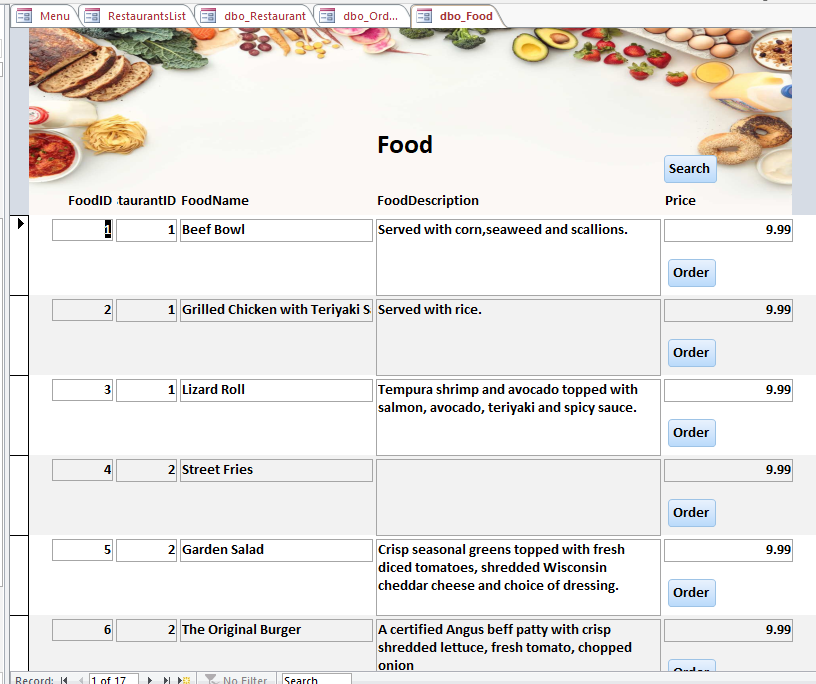 Menu RestaurantsList dbo_Restaurant dbo_Ord... dbo_Food
Food
Search
FoodID taurantID FoodName FoodDescription Price
1 1 Beef Bowl Served with corn,seaweed and scallions. 9.99
Order
2 1 Grilled Chicken with Teriyaki S Served with rice. 9.99
Order
3 1 Lizard Roll Tempura shrimp and avocado topped with 9.99
salmon, avocado, teriyaki and spicy sauce.
Order
4 2 Street Fries 9.99
Order
5 2 Garden Salad Crisp seasonal greens topped with fresh 9.99
diced tomatoes, shredded Wisconsin
cheddar cheese and choice of dressing.
Order
6 2 The Original Burger A certified Angus beff patty with crisp 9.99
shredded lettuce, fresh tomato, chopped
onion
Order
Record: 1 of 17 No Filter Search